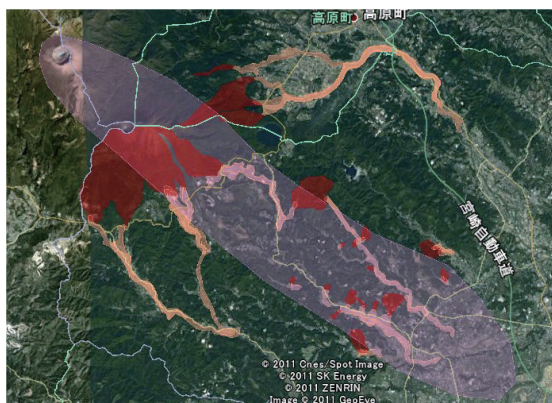 高原町 高原町
宮崎自動車道
© 2011 Cnes/Spot Image
© 2011 SK Energy
© 2011 ZENRIN
Image © 2011 GeoEye